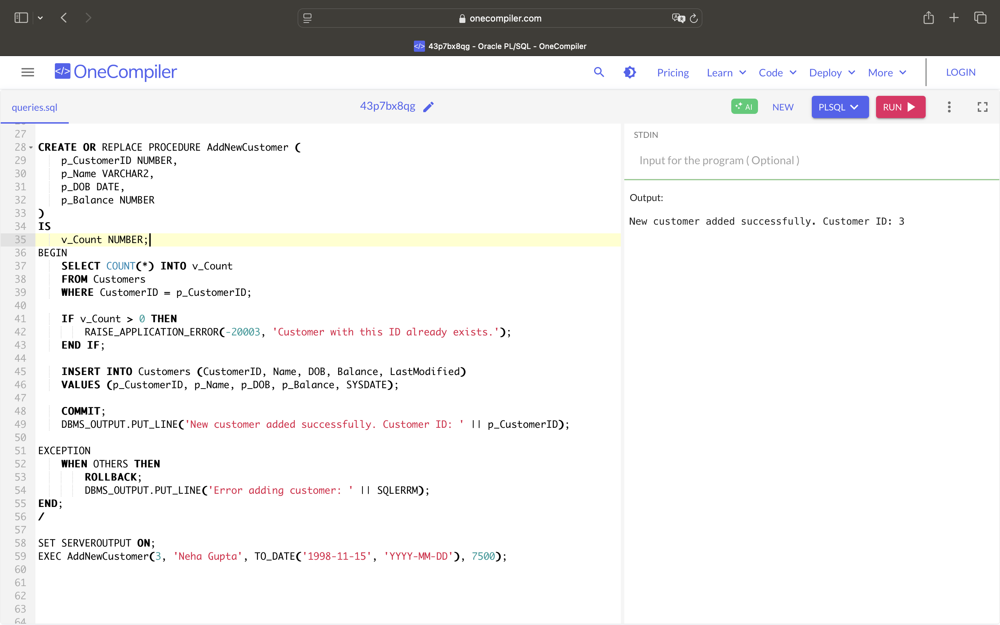 onecompiler.com
</> 43p7bx8qg - Oracle PL/SQL - OneCompiler
</> OneCompiler
Pricing
Learn
Code
Deploy
More
LOGIN
queries.sql
43p7bx8qg
AI
NEW
PLSQL
RUN
27
28 CREATE OR REPLACE PROCEDURE AddNewCustomer (
29 p_CustomerID NUMBER,
30 p_Name VARCHAR2,
31 p_DOB DATE,
32 p_Balance NUMBER
33 )
34 IS
35 v_Count NUMBER;
36 BEGIN
37 SELECT COUNT(*) INTO v_Count
38 FROM Customers
39 WHERE CustomerID = p_CustomerID;
40
41 IF v_Count > 0 THEN
42 RAISE_APPLICATION_ERROR(-20003, 'Customer with this ID already exists.');
43 END IF;
44
45 INSERT INTO Customers (CustomerID, Name, DOB, Balance, LastModified)
46 VALUES (p_CustomerID, p_Name, p_DOB, p_Balance, SYSDATE);
47
48 COMMIT;
49 DBMS_OUTPUT.PUT_LINE('New customer added successfully. Customer ID: ' || p_CustomerID);
50
51 EXCEPTION
52 WHEN OTHERS THEN
53 ROLLBACK;
54 DBMS_OUTPUT.PUT_LINE('Error adding customer: ' || SQLERRM);
55 END;
56 /
57
58 SET SERVEROUTPUT ON;
59 EXEC AddNewCustomer(3, 'Neha Gupta', TO_DATE('1998-11-15', 'YYYY-MM-DD'), 7500);
60
61
62
63
64
STDIN
Input for the program ( Optional )
Output:
New customer added successfully. Customer ID: 3